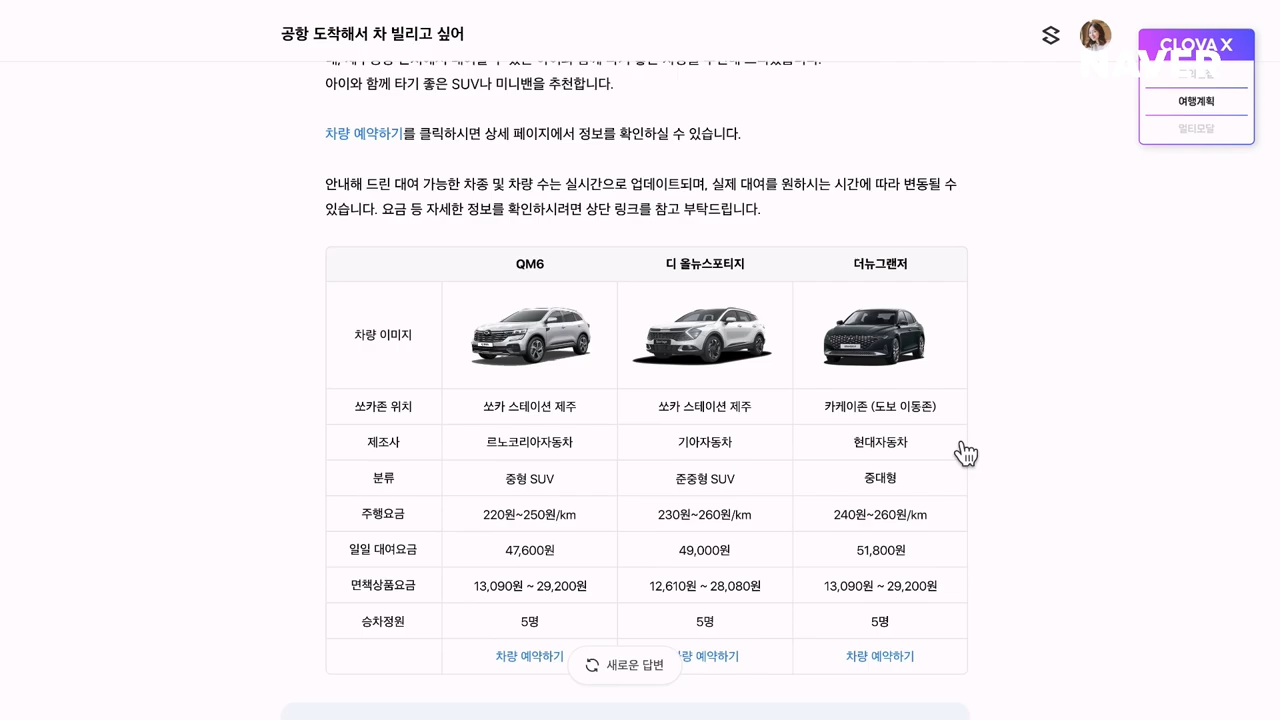 공항 도착해서 차 빌리고 싶어
CLOVA X
NAVER
여행계획
멀티모달
아이와 함께 타기 좋은 SUV나 미니밴을 추천합니다.
차량 예약하기를 클릭하시면 상세 페이지에서 정보를 확인하실 수 있습니다.
안내해 드린 대여 가능한 차종 및 차량 수는 실시간으로 업데이트되며, 실제 대여를 원하시는 시간에 따라 변동될 수
있습니다. 요금 등 자세한 정보를 확인하시려면 상단 링크를 참고 부탁드립니다.
QM6 디 올뉴스포티지 더뉴그랜저
차량 이미지
쏘카존 위치 쏘카 스테이션 제주 쏘카 스테이션 제주 카케이존 (도보 이동존)
제조사 르노코리아자동차 기아자동차 현대자동차
분류 중형 SUV 준중형 SUV 중대형
주행요금 220원~250원/km 230원~260원/km 240원~260원/km
일일 대여요금 47,600원 49,000원 51,800원
면책상품요금 13,090원 ~ 29,200원 12,610원 ~ 28,080원 13,090원 ~ 29,200원
승차정원 5명 5명 5명
차량 예약하기 예약하기 차량 예약하기
새로운 답변